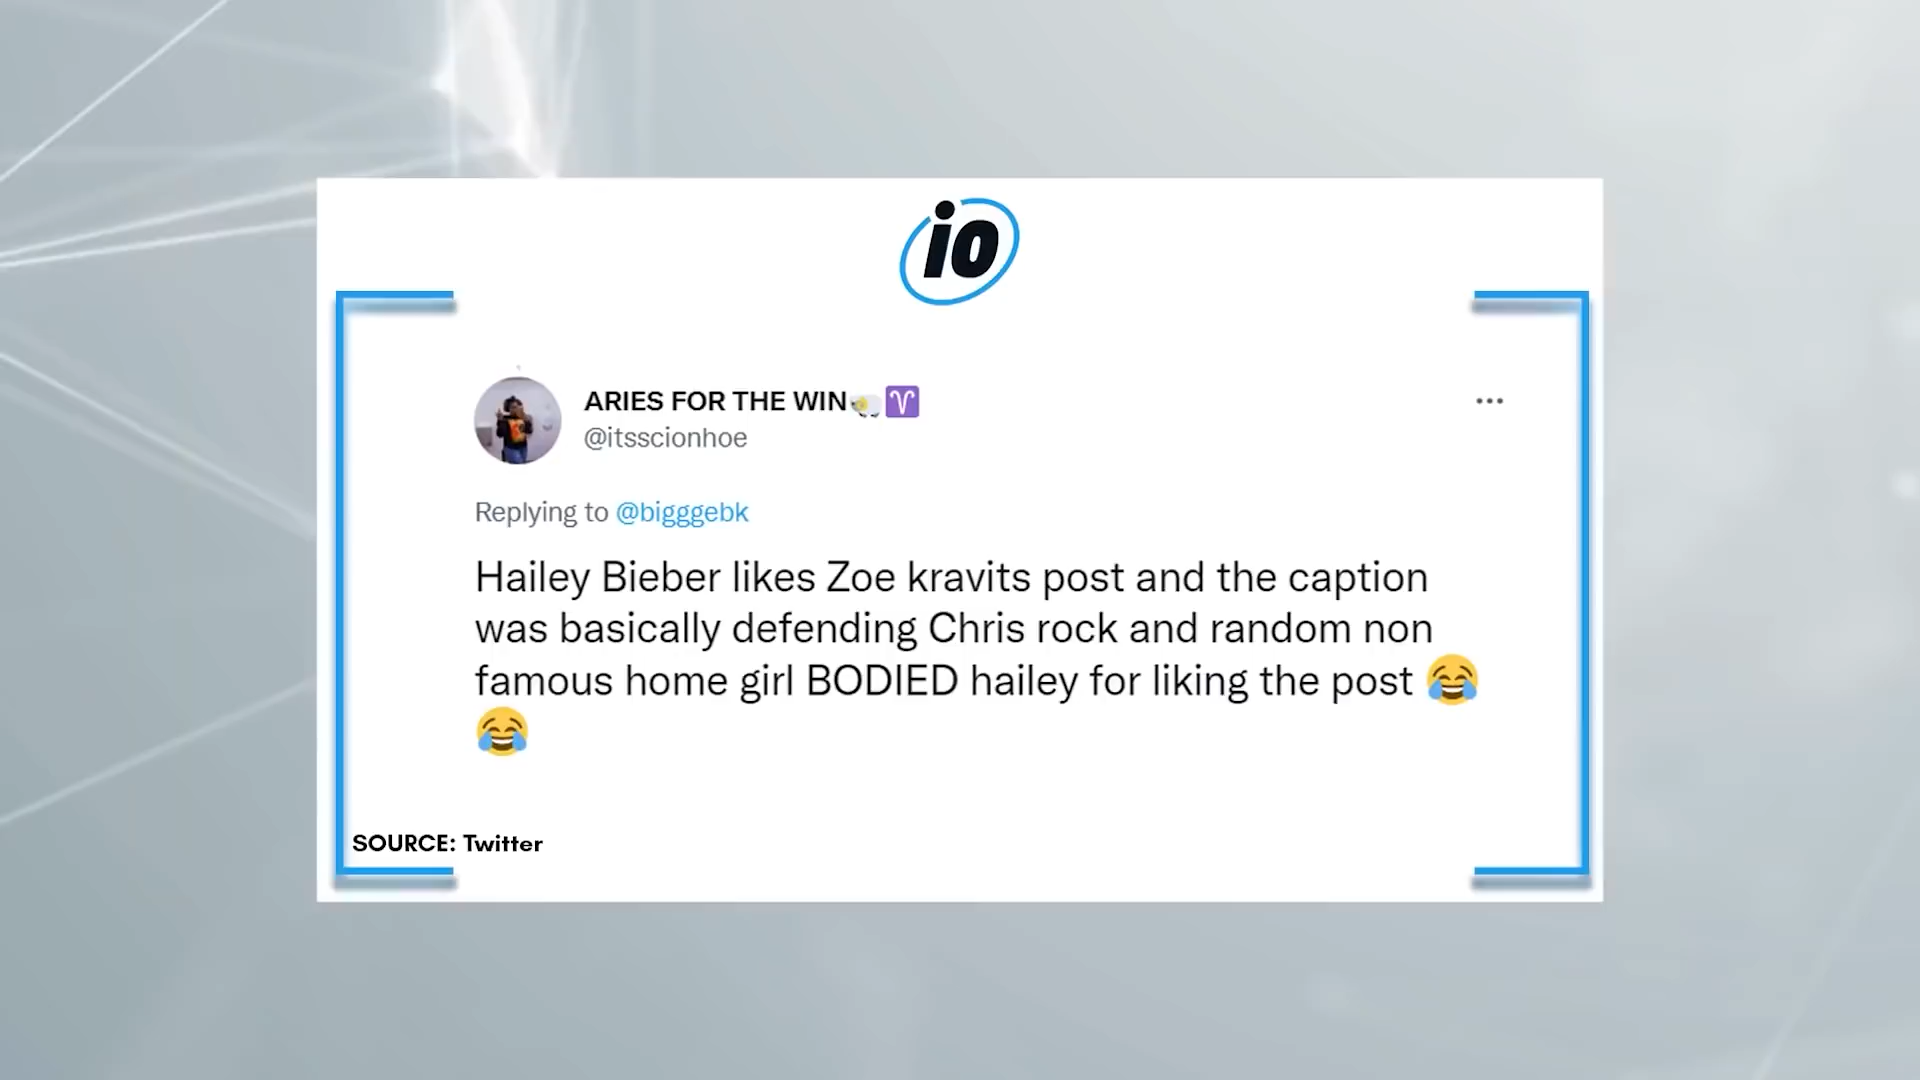 io
ARIES FOR THE WIN🐏♈
@itsscionhoe
Replying to @bigggebk
Hailey Bieber likes Zoe kravits post and the caption
was basically defending Chris rock and random non
famous home girl BODIED hailey for liking the post 😂
😂
SOURCE: Twitter